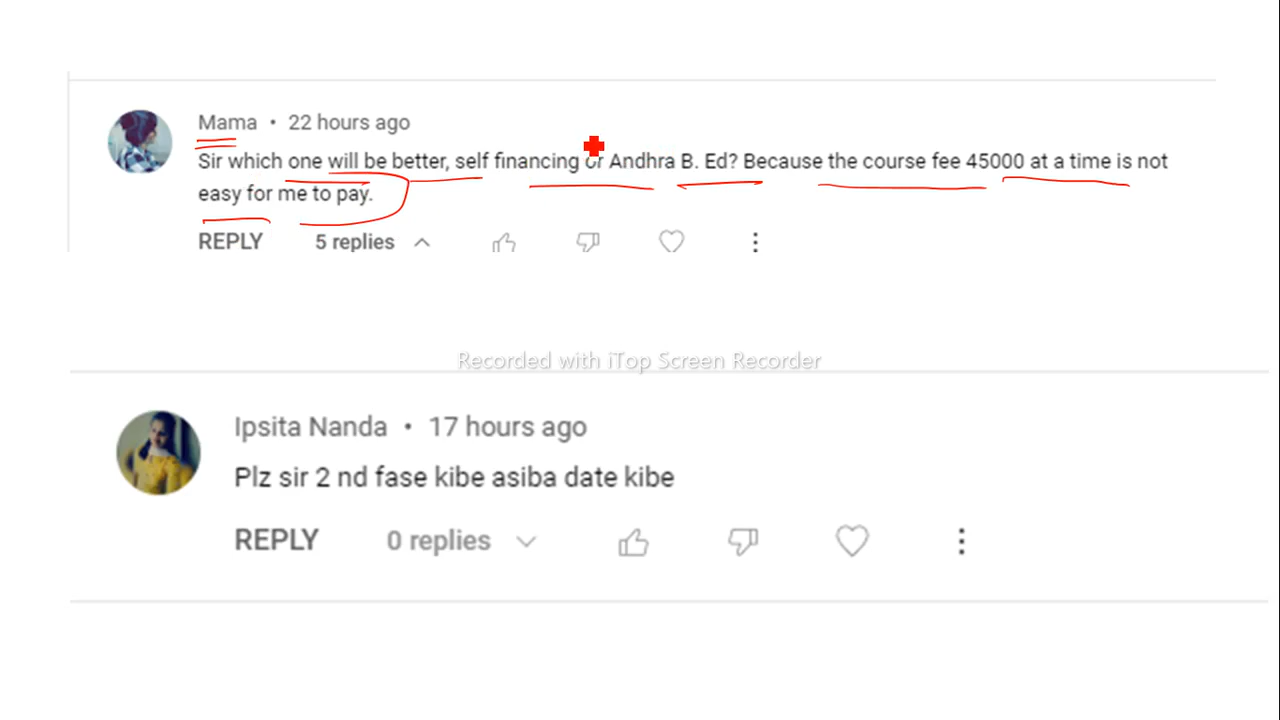 Mama • 22 hours ago
Sir which one will be better, self financing or Andhra B. Ed? Because the course fee 45000 at a time is not
easy for me to pay.
REPLY 5 replies
Recorded with iTop Screen Recorder
Ipsita Nanda • 17 hours ago
Plz sir 2 nd fase kibe asiba date kibe
REPLY 0 replies